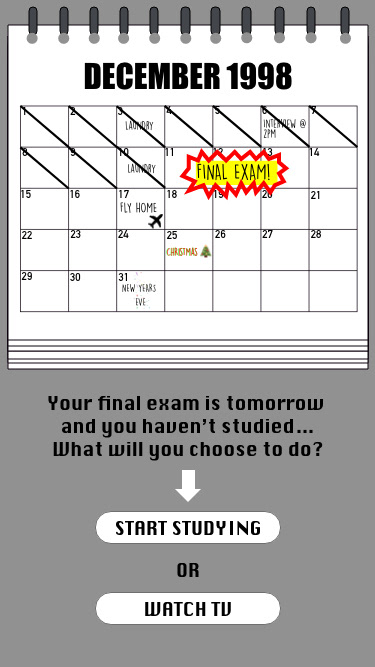 DECEMBER 1998
1 2 3 4 5 6 7
LAUNDRY
INTERVIEW @
2PM
8 9 10 11 12 13 14
LAUNDRY
FINAL EXAM!
15 16 17 18 19 20 21
FLY HOME
22 23 24 25 26 27 28
CHRISTMAS
29 30 31
NEW YEARS
EVE
Your final exam is tomorrow
and you haven't studied...
What will you choose to do?
START STUDYING
OR
WATCH TV